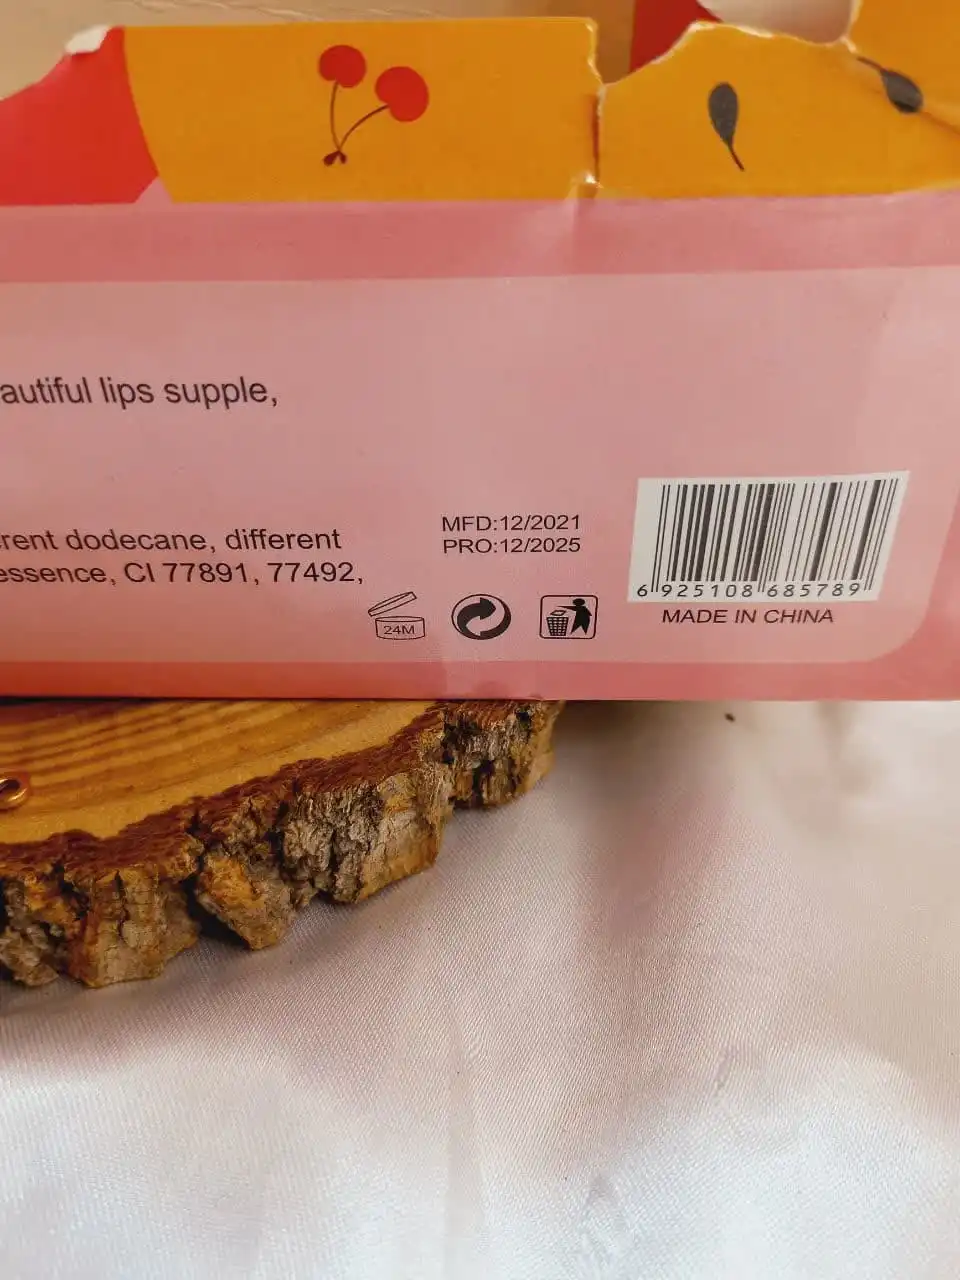 autiful lips supple,
rent dodecane, different
essence, CI 77891, 77492,
MFD:12/2021
PRO:12/2025
24M
6 925108 685789
MADE IN CHINA